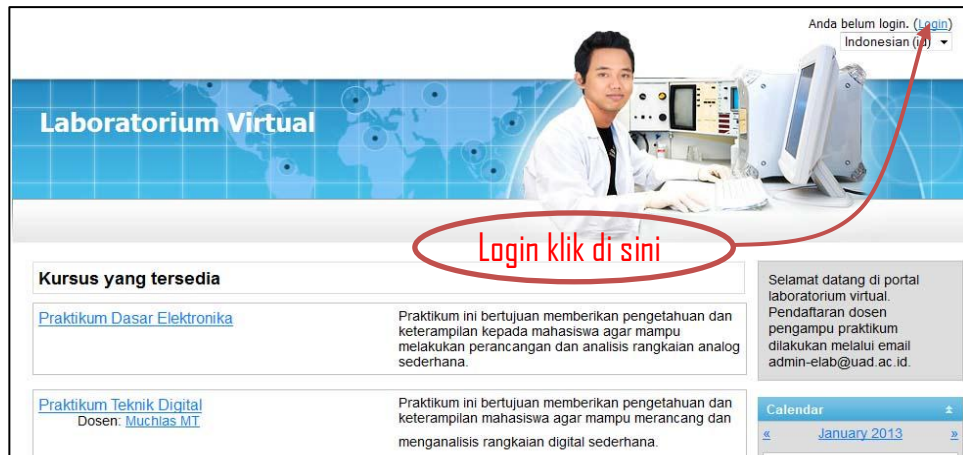 Anda belum login. (Login)
Indonesian (id)
Laboratorium Virtual
Login klik di sini
Kursus yang tersedia
Praktikum Dasar Elektronika
Praktikum ini bertujuan memberikan pengetahuan dan
keterampilan kepada mahasiswa agar mampu
melakukan perancangan dan analisis rangkaian analog
sederhana.
Praktikum Teknik Digital
Dosen: Muchlas MT
Praktikum ini bertujuan memberikan pengetahuan dan
keterampilan mahasiswa agar mampu merancang dan
menganalisis rangkaian digital sederhana.
Selamat datang di portal
laboratorium virtual.
Pendaftaran dosen
pengampu praktikum
dilakukan melalui email
admin-elab@uad.ac.id.
Calendar
« January 2013 »